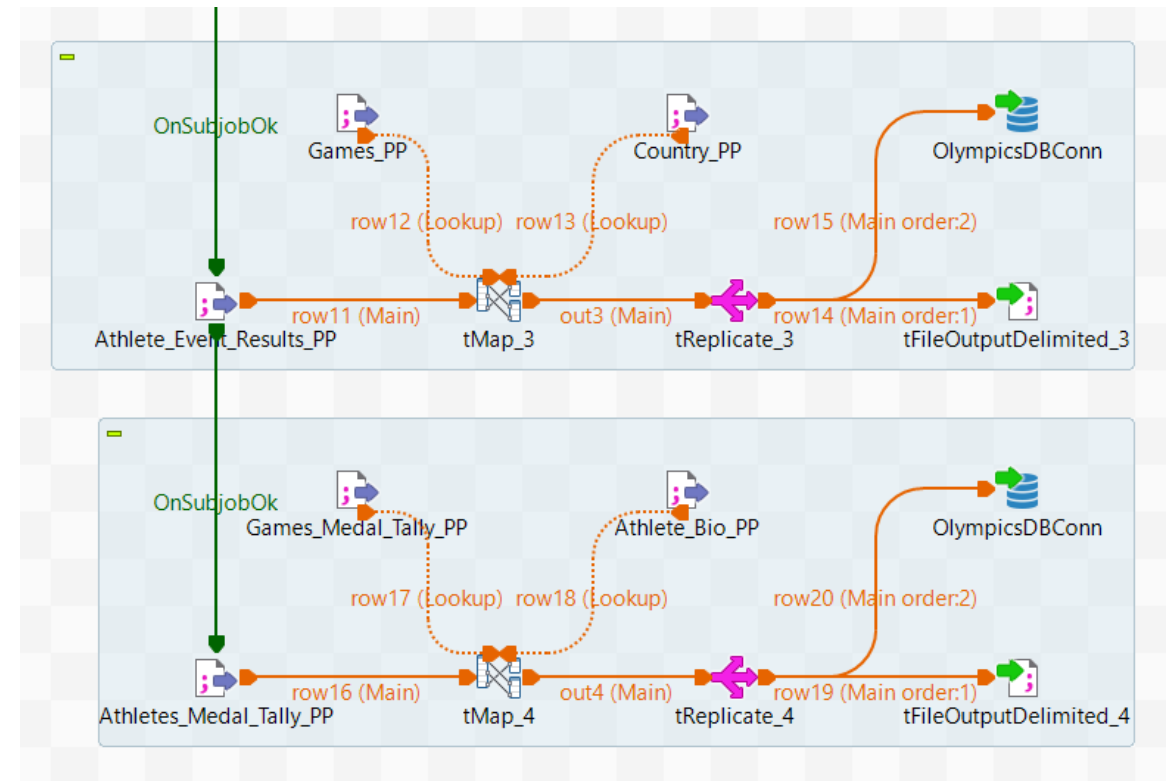 OnSubjobOk
Games_PP
Country_PP
OlympicsDBConn
row12 (Lookup)
row13 (Lookup)
row15 (Main order:2)
row11 (Main)
out3 (Main)
row14 (Main order:1)
Athlete_Event_Results_PP
tMap_3
tReplicate_3
tFileOutputDelimited_3
OnSubjobOk
Games_Medal_Tally_PP
Athlete_Bio_PP
OlympicsDBConn
row17 (Lookup)
row18 (Lookup)
row20 (Main order:2)
row16 (Main)
out4 (Main)
row19 (Main order:1)
Athletes_Medal_Tally_PP
tMap_4
tReplicate_4
tFileOutputDelimited_4